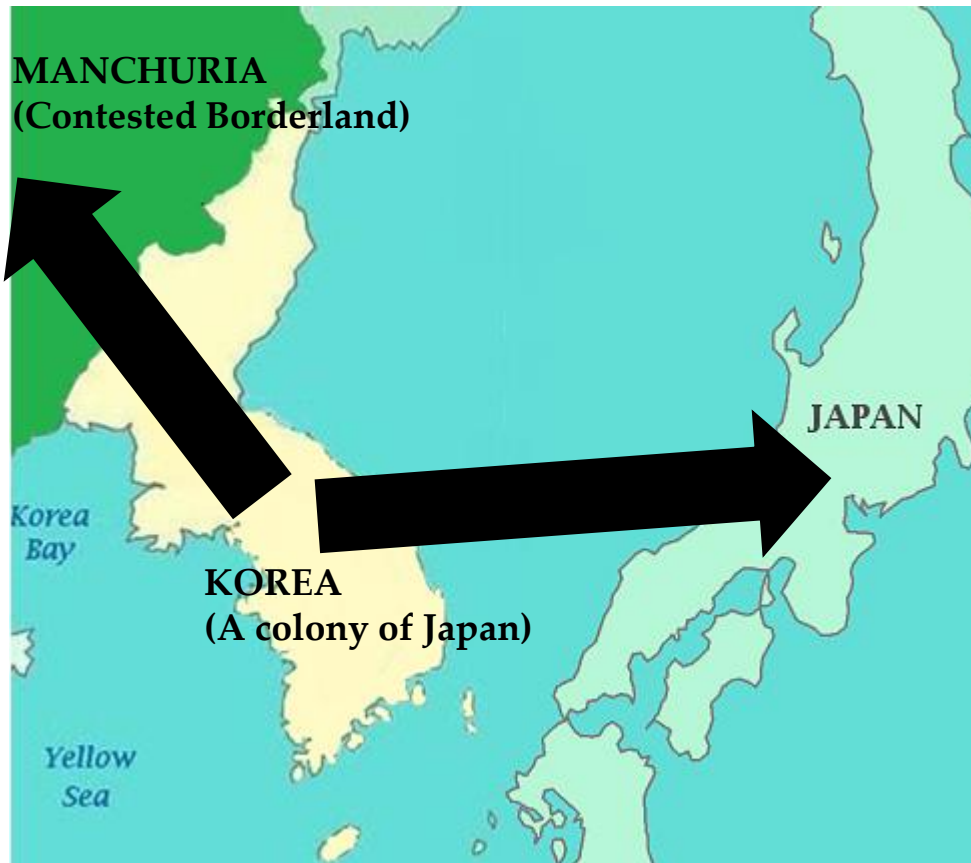 MANCHURIA
(Contested Borderland)
JAPAN
Korea
Bay
KOREA
(A colony of Japan)
Yellow
Sea